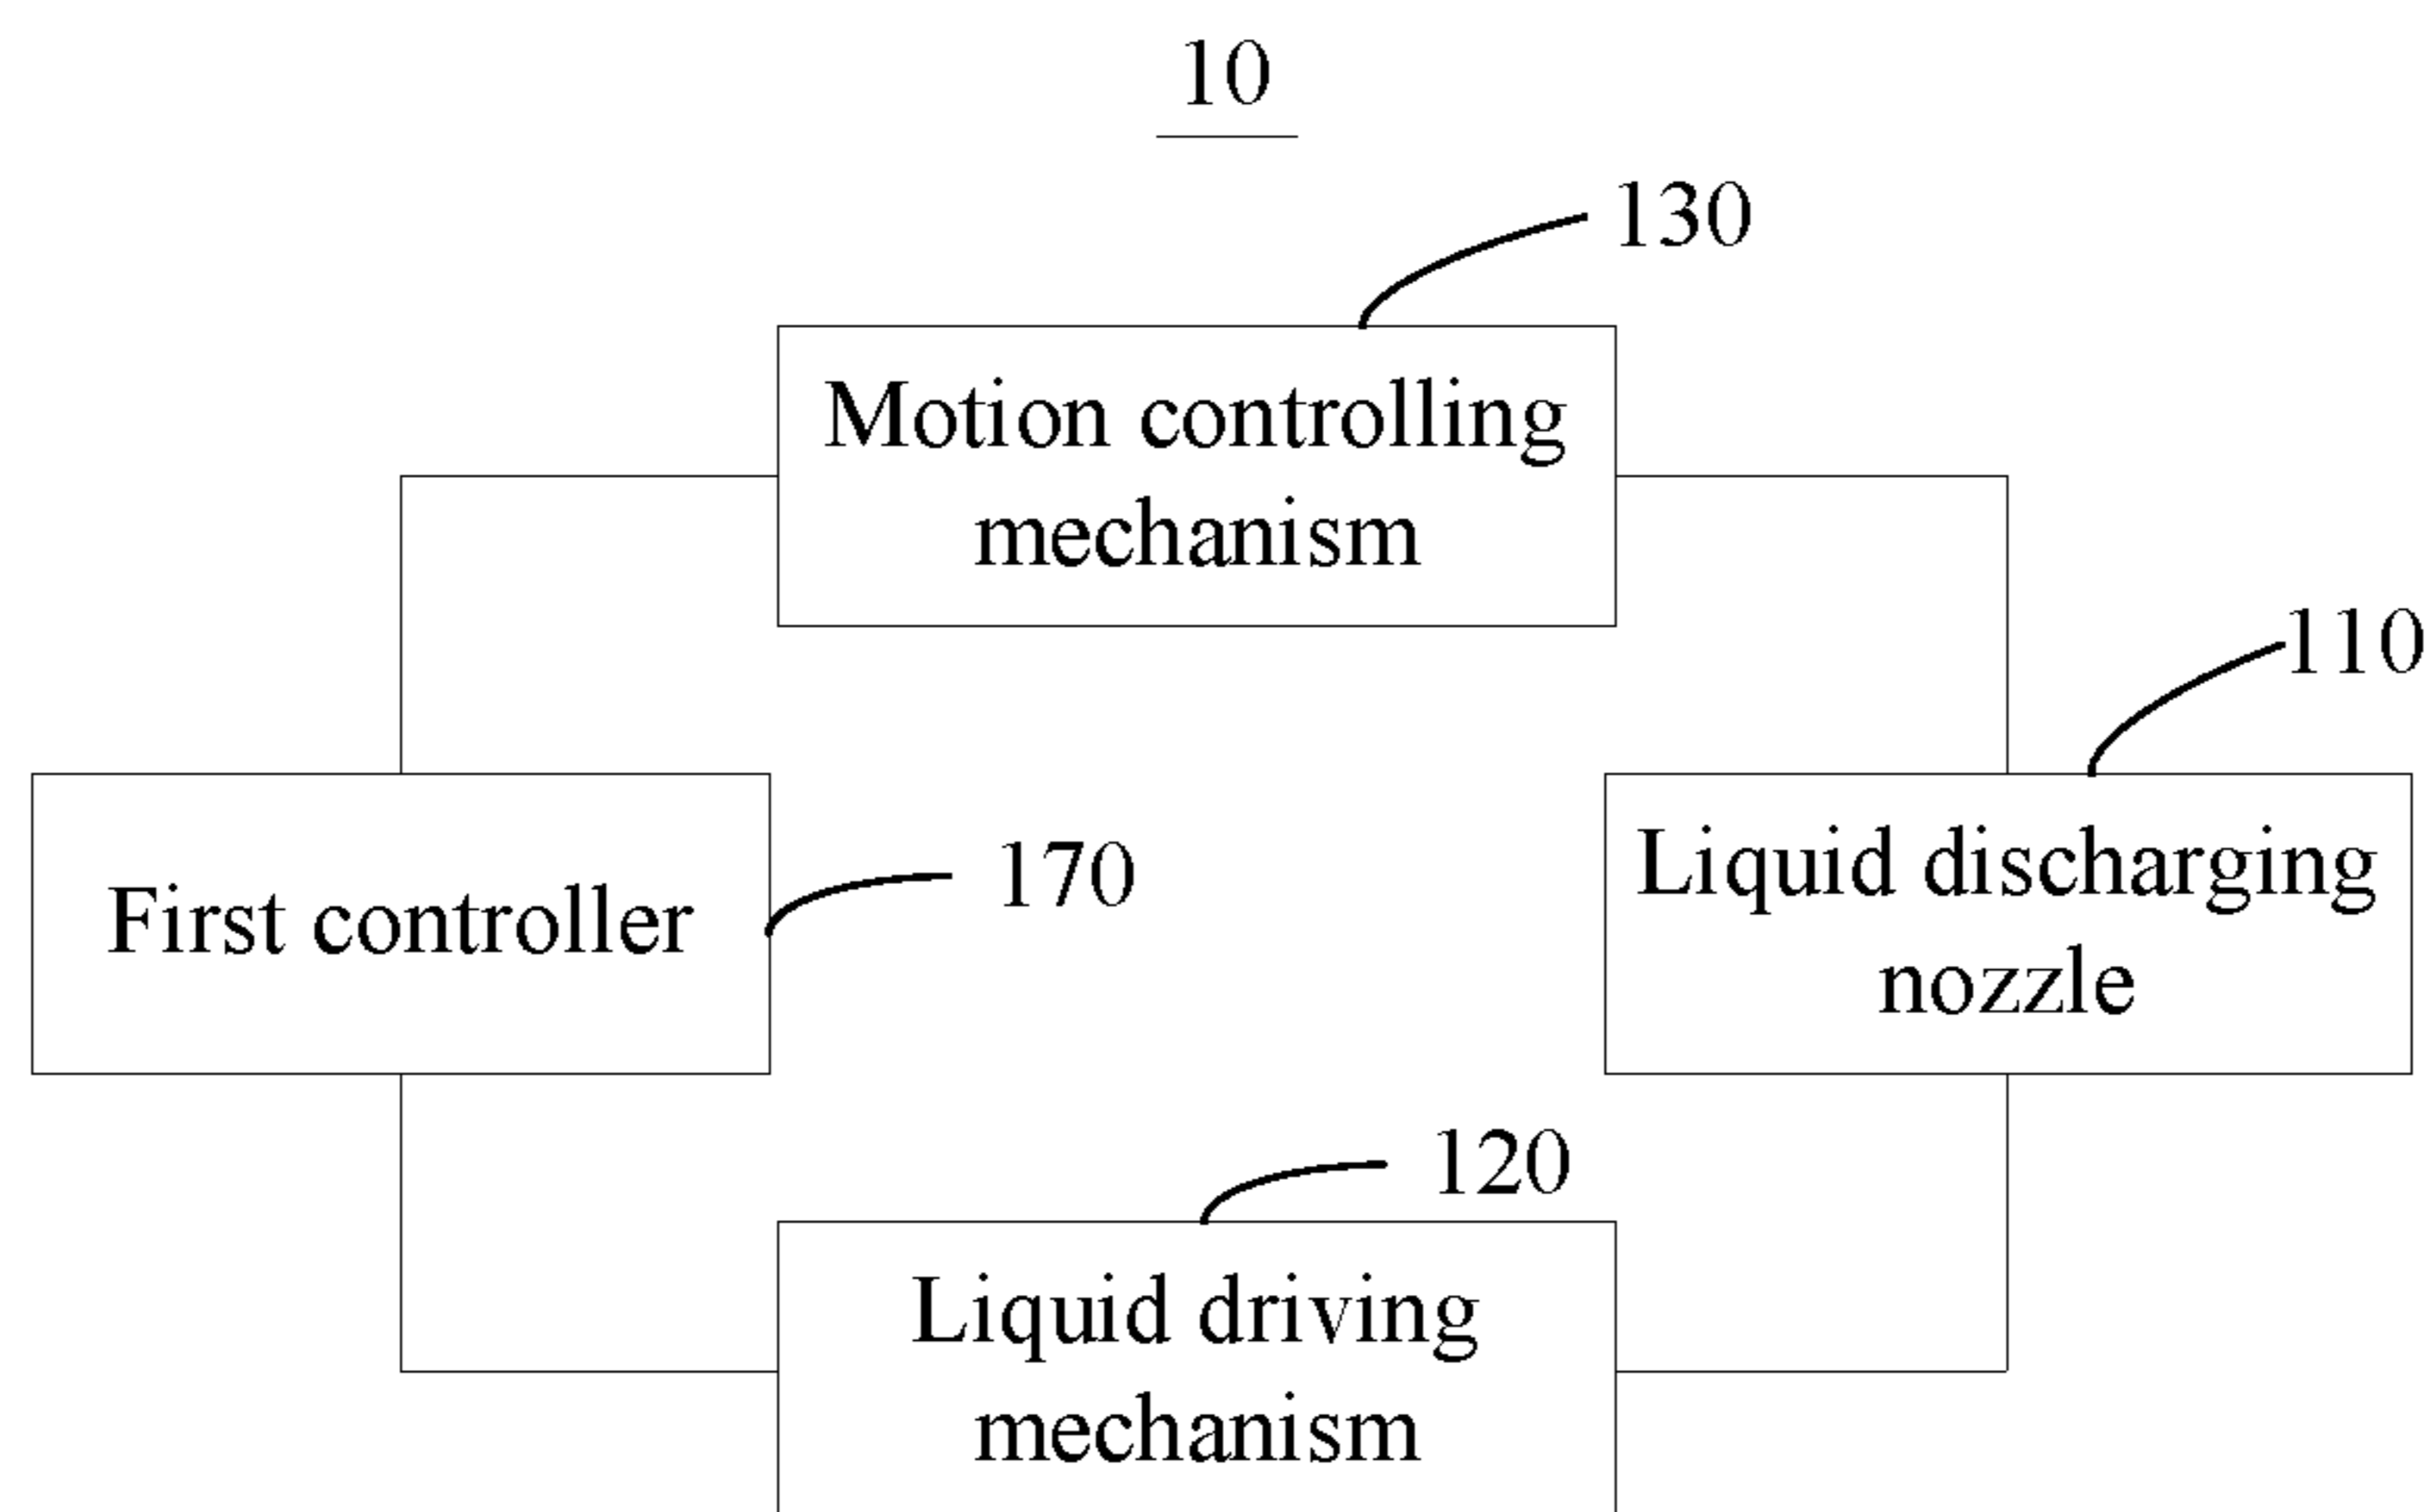 10
130
Motion controlling
mechanism
110
First controller
170
Liquid discharging
nozzle
120
Liquid driving
mechanism